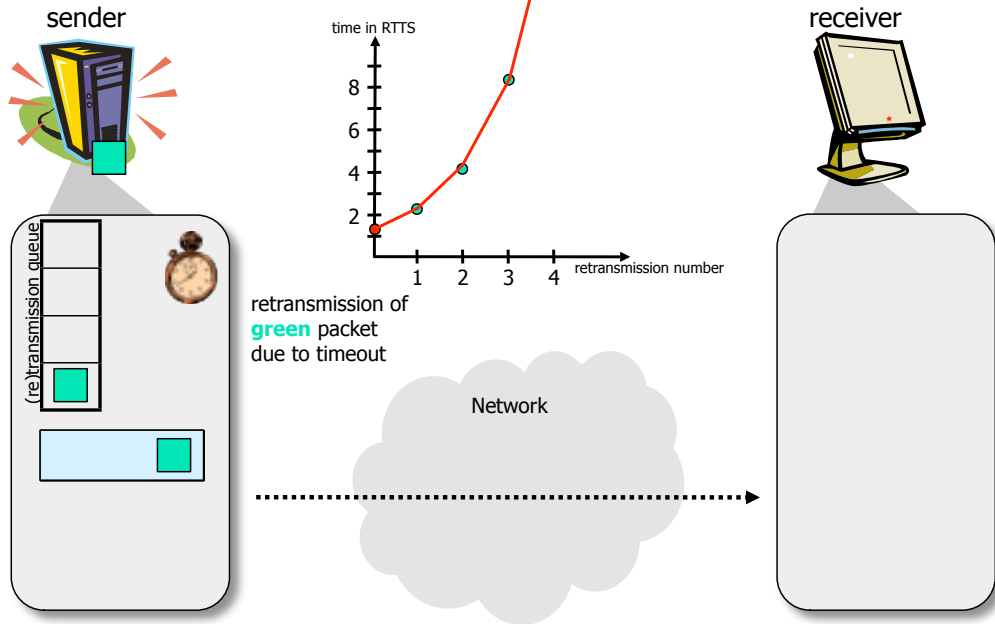 sender
receiver
time in RTTS
8
6
4
2
1 2 3 4
retransmission number
(re)transmission queue
retransmission of
green packet
due to timeout
Network